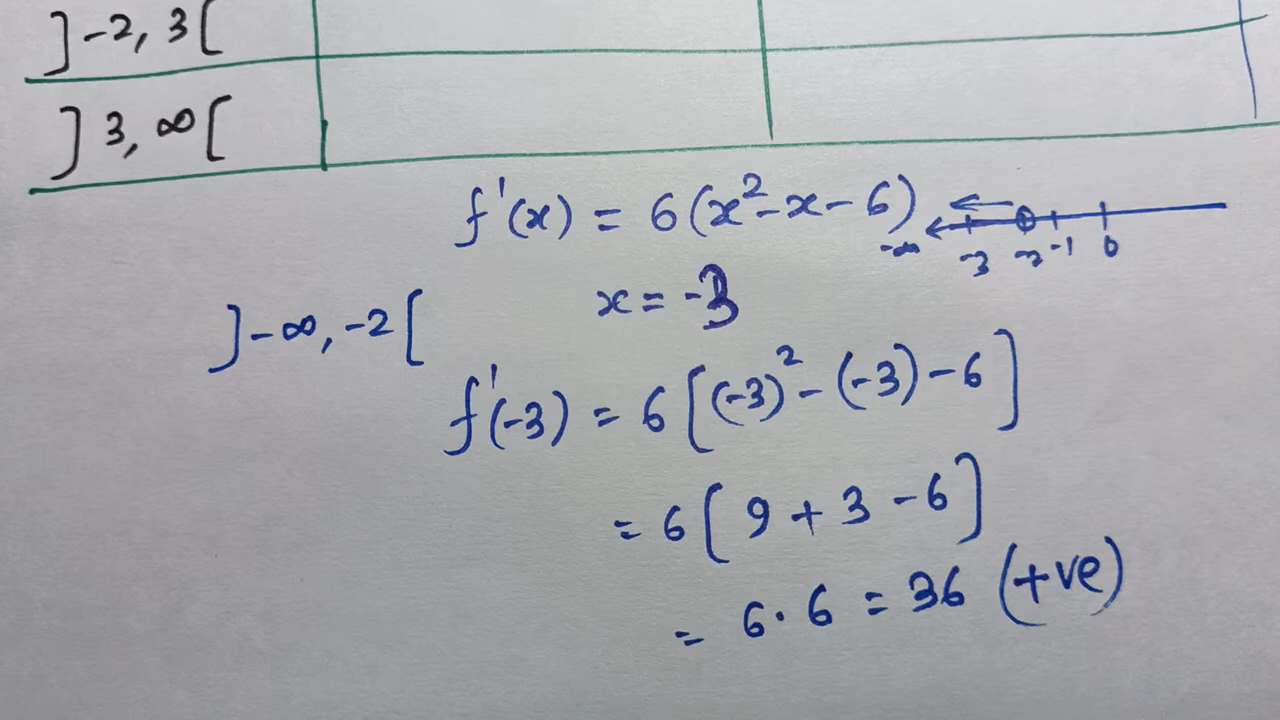 ]-2, 3[
]3, ∞[
f'(x) = 6(x²-x-6)
-∞ -3 -2 -1 0
]-∞, -2[ x = -3
f'(-3) = 6[(-3)²-(-3)-6]
= 6[9+3-6]
= 6.6 = 36 (+ve)